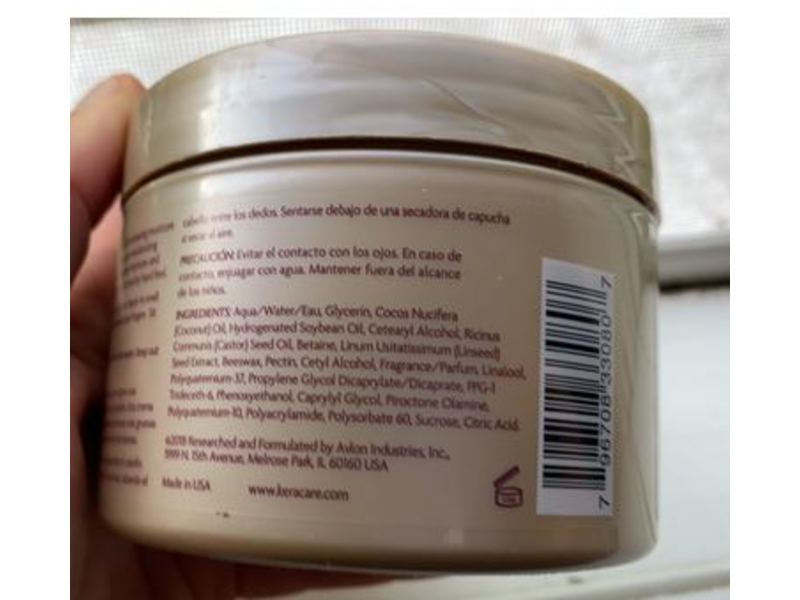 cabello entre los dedos. Sentarse debajo de una secadora de capucha
o secar al aire.
PRECAUCIÓN: Evitar el contacto con los ojos. En caso de
contacto, enjuagar con agua. Mantener fuera del alcance
de los niños.
INGREDIENTS: Aqua/Water/Eau, Glycerin, Cocos Nucifera
(Coconut) Oil, Hydrogenated Soybean Oil, Cetearyl Alcohol, Ricinus
Communis (Castor) Seed Oil, Betaine, Linum Usitatissimum (Linseed)
Seed Extract, Beeswax, Pectin, Cetyl Alcohol, Fragrance/Parfum, Linalool,
Polyquaternium-37, Propylene Glycol Dicaprylate/Dicaprate, PPG-1
Trideceth-6, Phenoxyethanol, Caprylyl Glycol, Piroctone Olamine,
Polyquaternium-10, Polyacrylamide, Polysorbate 60, Sucrose, Citric Acid.
©2018 Researched and Formulated by Avlon Industries, Inc.,
1999 N. 15th Avenue, Melrose Park, IL 60160 USA
Made in USA www.keracare.com
7 96708 33080 7